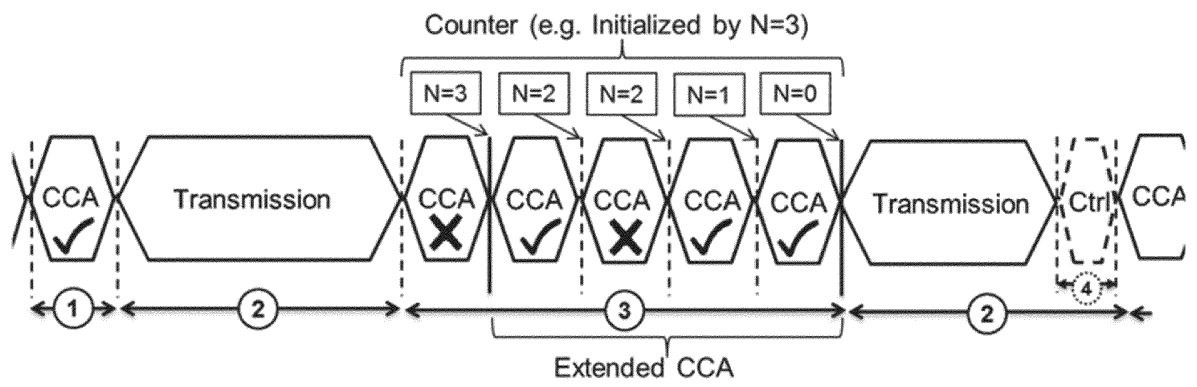 Counter (e.g. Initialized by N=3)
N=3 N=2 N=2 N=1 N=0
CCA Transmission CCA CCA CCA CCA CCA Transmission Ctrl CCA
1 2 3 2 4
Extended CCA